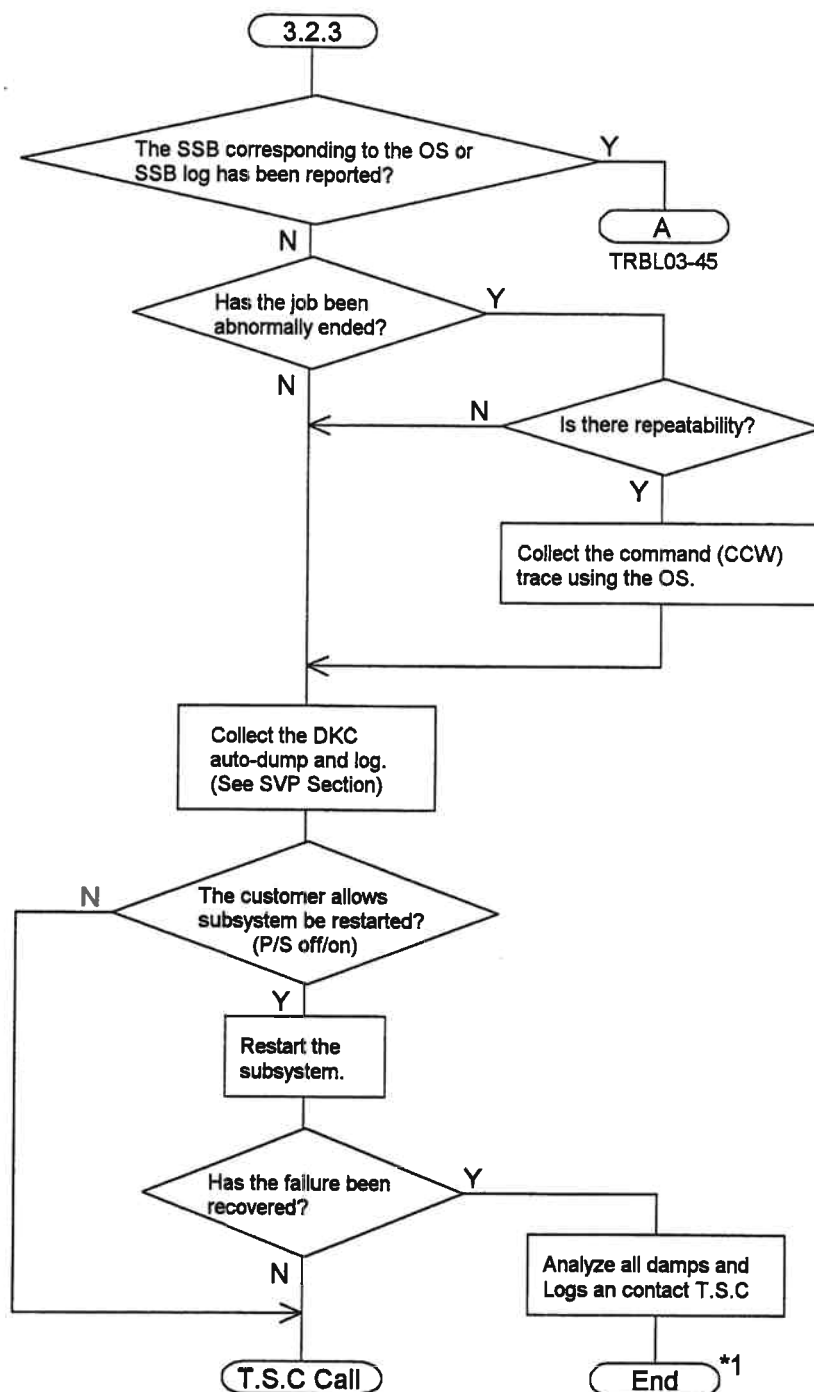 3.2.3
The SSB corresponding to the OS or
SSB log has been reported?
Y
A
TRBL03-45
N
Has the job been
abnormally ended?
Y
N
Is there repeatability?
N
Y
Collect the command (CCW)
trace using the OS.
Collect the DKC
auto-dump and log.
(See SVP Section)
The customer allows
subsystem be restarted?
(P/S off/on)
N
Y
Restart the
subsystem.
Has the failure been
recovered?
Y
N
Analyze all damps and
Logs an contact T.S.C
T.S.C Call
End
*1